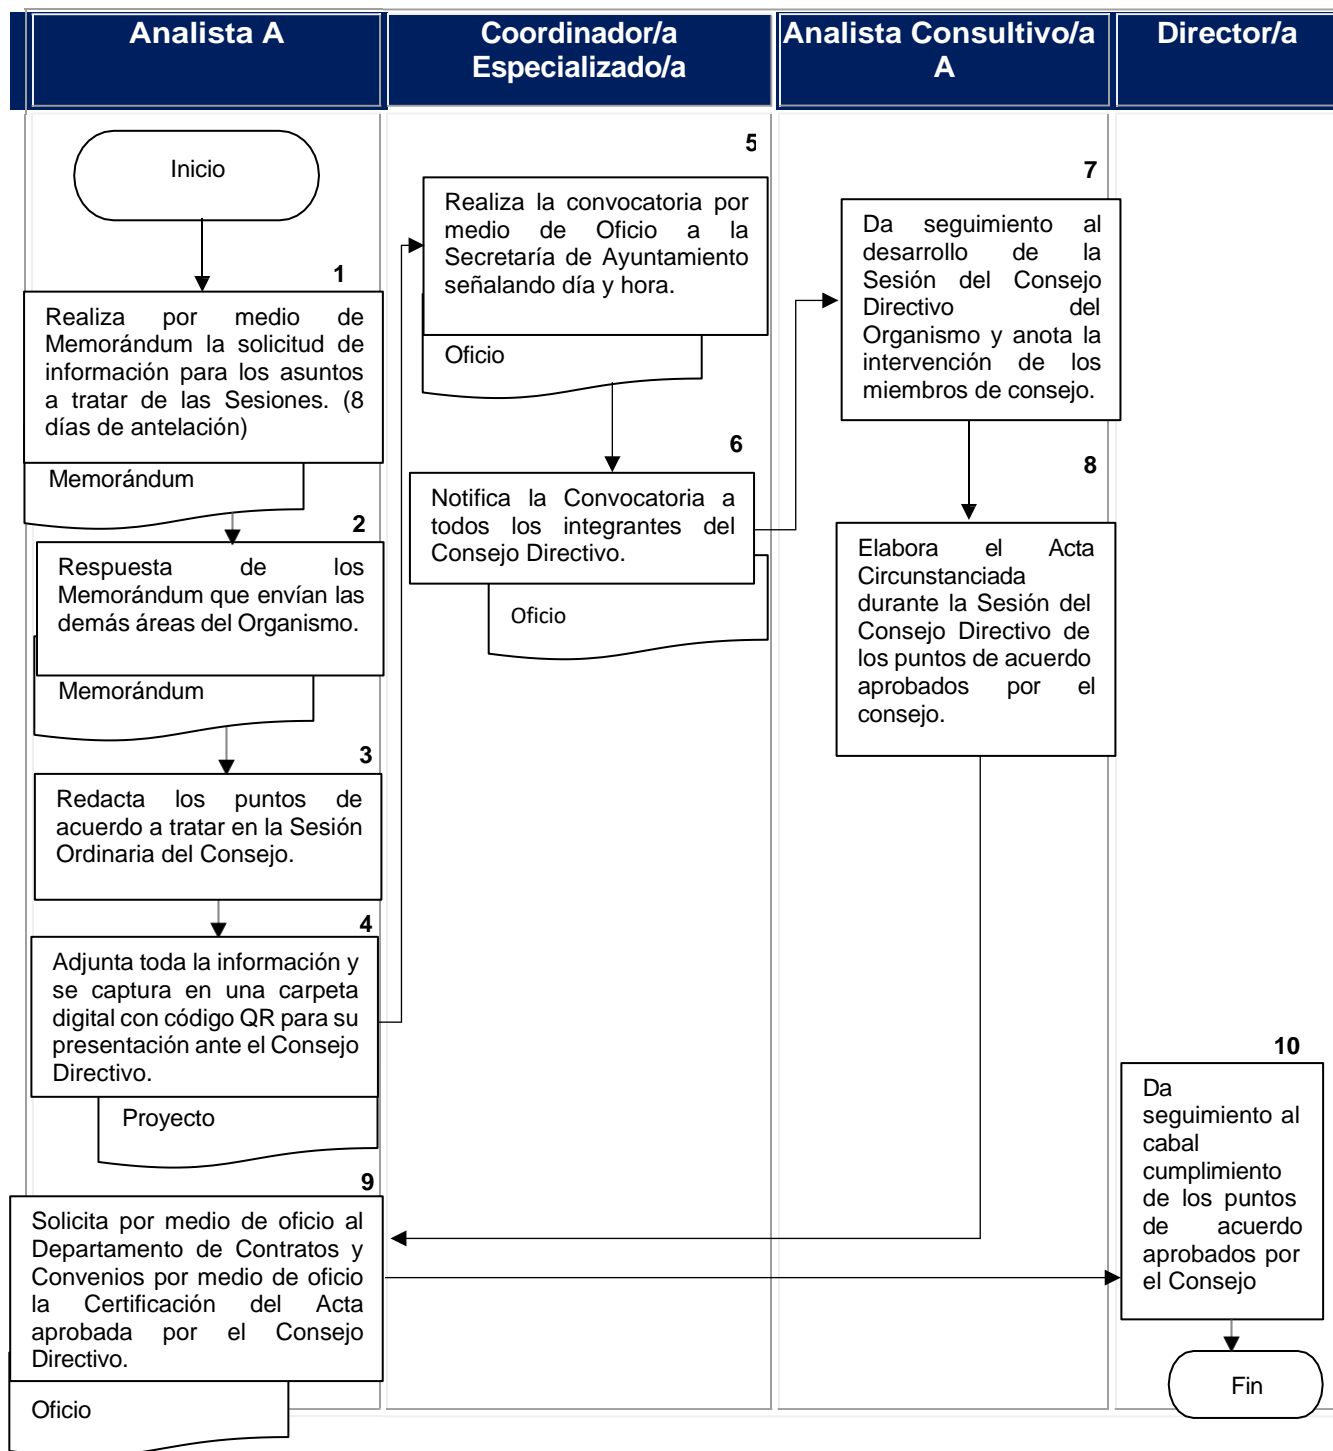 Analista A
Coordinador/a
Especializado/a
Analista Consultivo/a
A
Director/a
Inicio
1
Realiza por medio de
Memorándum la solicitud de
información para los asuntos
a tratar de las Sesiones. (8
días de antelación)
Memorándum
2
Respuesta de los
Memorándum que envían las
demás áreas del Organismo.
Memorándum
3
Redacta los puntos de
acuerdo a tratar en la Sesión
Ordinaria del Consejo.
4
Adjunta toda la información y
se captura en una carpeta
digital con código QR para su
presentación ante el Consejo
Directivo.
Proyecto
5
Realiza la convocatoria por
medio de Oficio a la
Secretaría de Ayuntamiento
señalando día y hora.
Oficio
6
Notifica la Convocatoria a
todos los integrantes del
Consejo Directivo.
Oficio
7
Da seguimiento al
desarrollo de la
Sesión del Consejo
Directivo del
Organismo y anota la
intervención de los
miembros de consejo.
8
Elabora el Acta
Circunstanciada
durante la Sesión del
Consejo Directivo de
los puntos de acuerdo
aprobados por el
consejo.
9
Solicita por medio de oficio al
Departamento de Contratos y
Convenios por medio de oficio
la Certificación del Acta
aprobada por el Consejo
Directivo.
Oficio
10
Da
seguimiento al
cabal
cumplimiento
de los puntos
de acuerdo
aprobados por
el Consejo
Fin